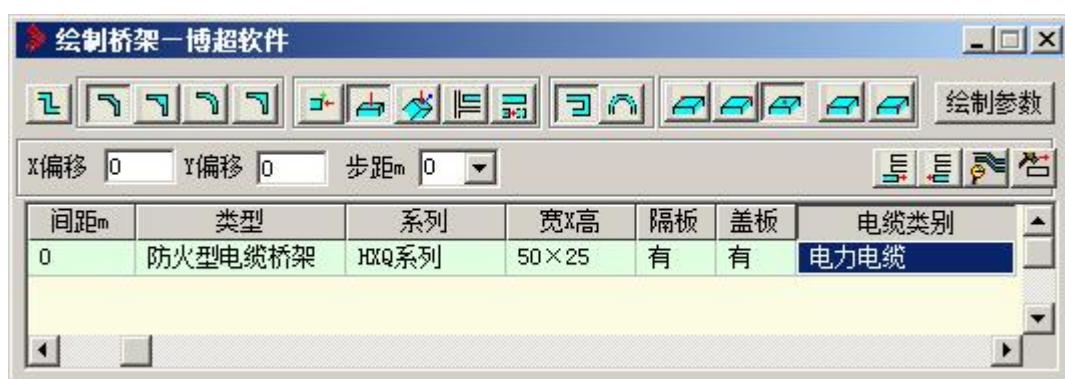 绘制桥架－博超软件
绘制参数
X偏移 0 Y偏移 0 步距m 0
间距m 类型 系列 宽X高 隔板 盖板 电缆类别
0 防火型电缆桥架 HXQ系列 50×25 有 有 电力电缆